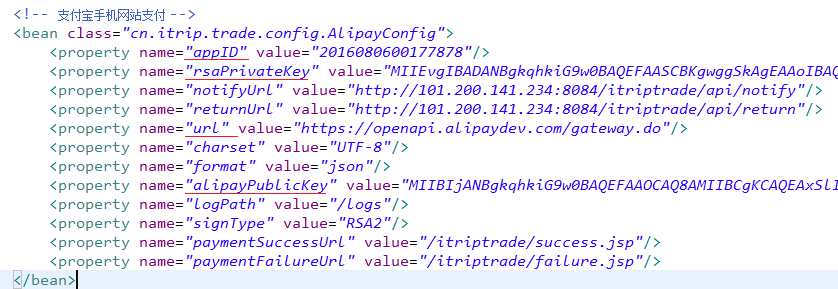 <!-- 支付宝手机网站支付 -->
<bean class="cn.itrip.trade.config.AlipayConfig">
<property name="appID" value="2016080600177878"/>
<property name="rsaPrivateKey" value="MIIEvgIBADANBgkqhkiG9w0BAQEFAASCBKgwggSkAgEAAoIBAQ
<property name="notifyUrl" value="http://101.200.141.234:8084/itriptrade/api/notify"/>
<property name="returnUrl" value="http://101.200.141.234:8084/itriptrade/api/return"/>
<property name="url" value="https://openapi.alipaydev.com/gateway.do"/>
<property name="charset" value="UTF-8"/>
<property name="format" value="json"/>
<property name="alipayPublicKey" value="MIIBIjANBgkqhkiG9w0BAQEFAAOCAQ8AMIIBCgKCAQEAxSlI
<property name="logPath" value="/logs"/>
<property name="signType" value="RSA2"/>
<property name="paymentSuccessUrl" value="/itriptrade/success.jsp"/>
<property name="paymentFailureUrl" value="/itriptrade/failure.jsp"/>
</bean>